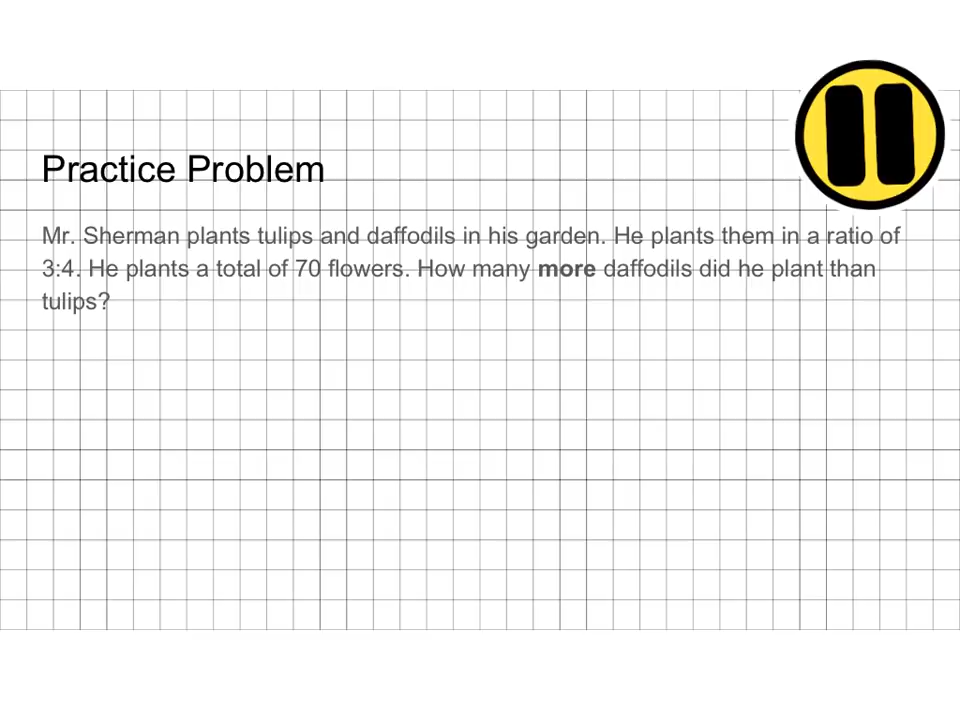 Practice Problem
Mr. Sherman plants tulips and daffodils in his garden. He plants them in a ratio of
3:4. He plants a total of 70 flowers. How many more daffodils did he plant than
tulips?